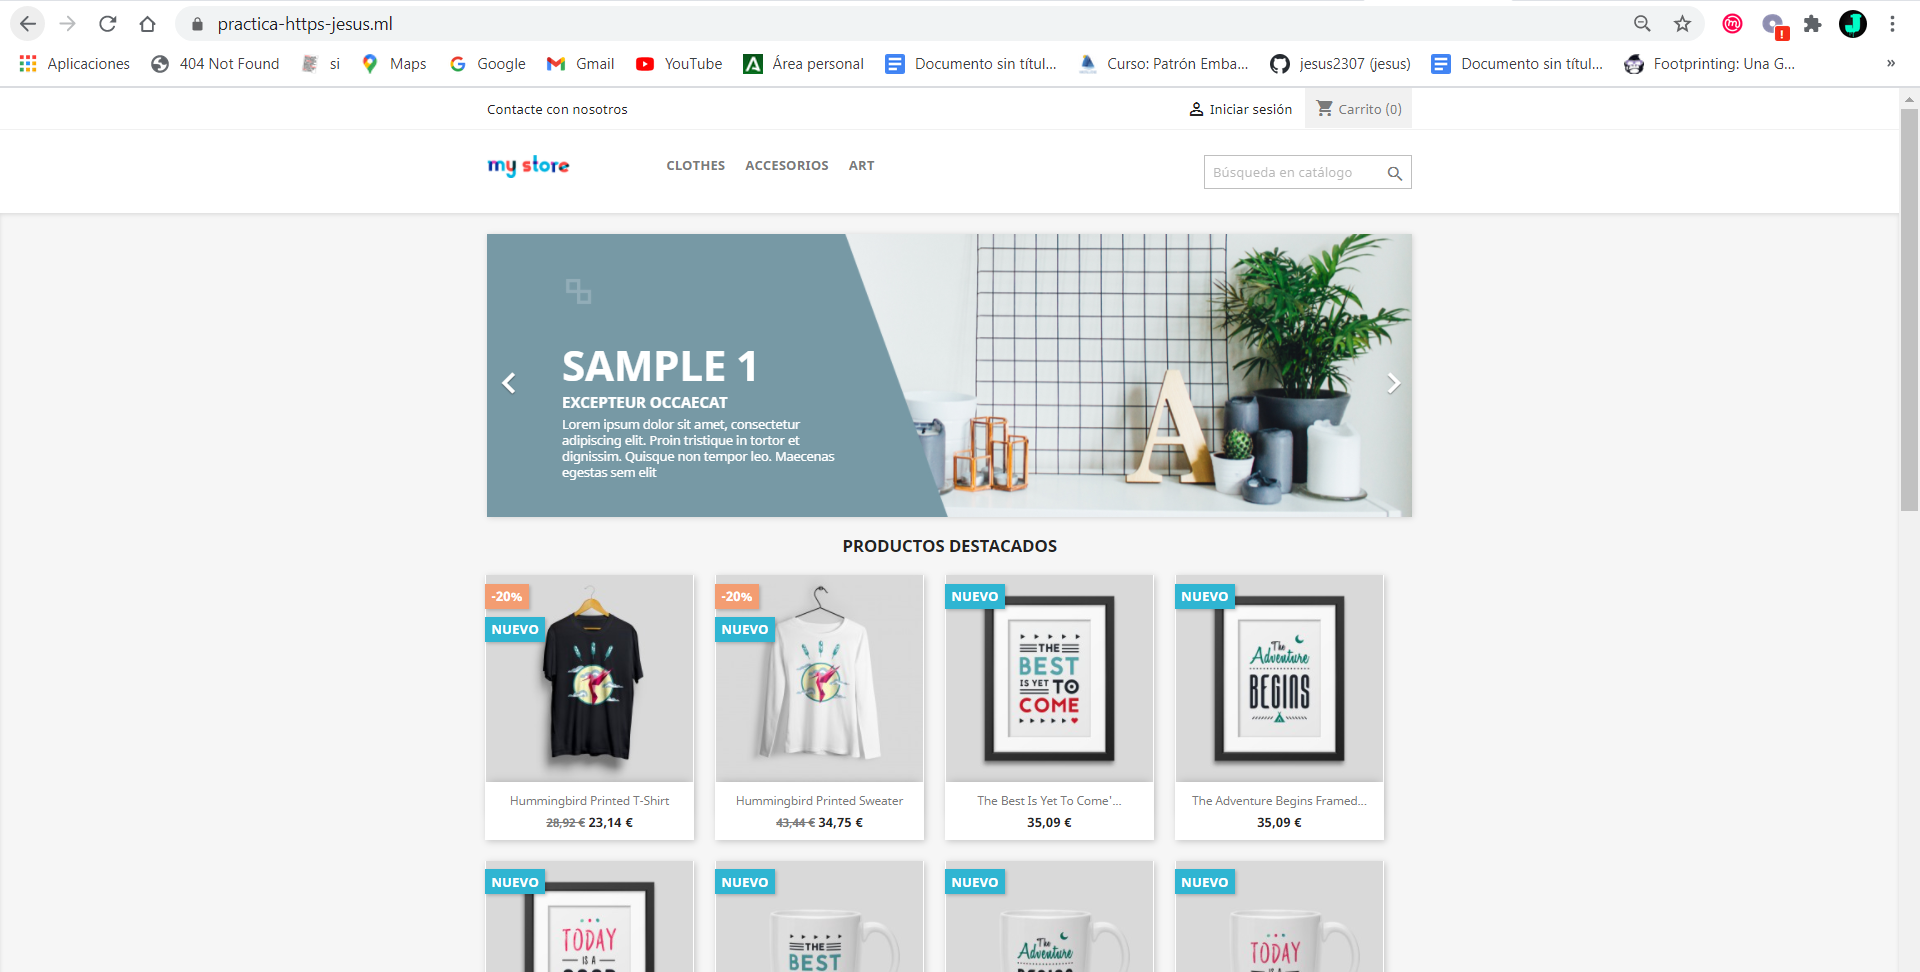 practica-https-jesus.ml
Aplicaciones 404 Not Found si Maps Google Gmail YouTube Área personal Documento sin títul... Curso: Patrón Emba... jesus2307 (jesus) Documento sin títul... Footprinting: Una G... »
Contacte con nosotros Iniciar sesión Carrito (0)
my store CLOTHES ACCESORIOS ART Búsqueda en catálogo
SAMPLE 1
EXCEPTEUR OCCAECAT
Lorem ipsum dolor sit amet, consectetur
adipiscing elit. Proin tristique in tortor et
dignissim. Quisque non tempor leo. Maecenas
egestas sem elit
A
PRODUCTOS DESTACADOS
-20%
NUEVO
Hummingbird Printed T-Shirt
28,92 € 23,14 €
-20%
NUEVO
Hummingbird Printed Sweater
43,44 € 34,75 €
NUEVO
THE
BEST
IS YET TO
COME
The Best Is Yet To Come'...
35,09 €
NUEVO
The
Adventure
BEGINS
The Adventure Begins Framed...
35,09 €
NUEVO
TODAY
IS A
NUEVO
THE
BEST
NUEVO
The
Adventure
NUEVO
TODAY
IS A